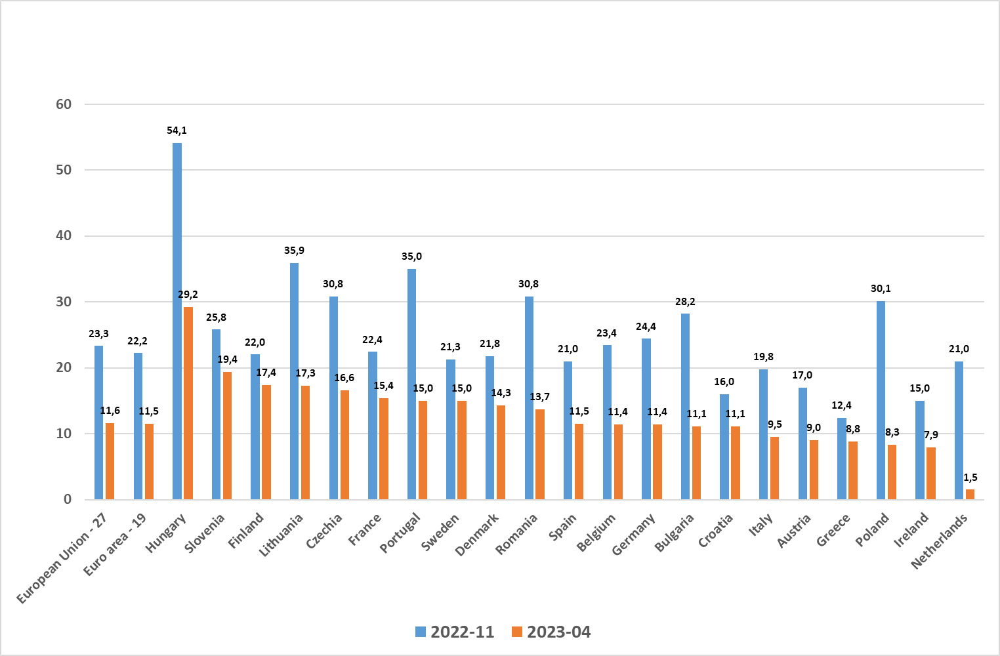 60
50
40
30
20
10
0
23,3
11,6
22,2
11,5
54,1
29,2
25,8
19,4
22,0
17,4
35,9
17,3
30,8
16,6
22,4
15,4
35,0
15,0
21,3
15,0
21,8
14,3
30,8
13,7
21,0
11,5
23,4
11,4
24,4
11,4
28,2
11,1
16,0
11,1
19,8
9,5
17,0
9,0
12,4
8,8
30,1
8,3
15,0
7,9
21,0
1,5
European Union - 27
Euro area - 19
Hungary
Slovenia
Finland
Lithuania
Czechia
France
Portugal
Sweden
Denmark
Romania
Spain
Belgium
Germany
Bulgaria
Croatia
Italy
Austria
Greece
Poland
Ireland
Netherlands
2022-11
2023-04